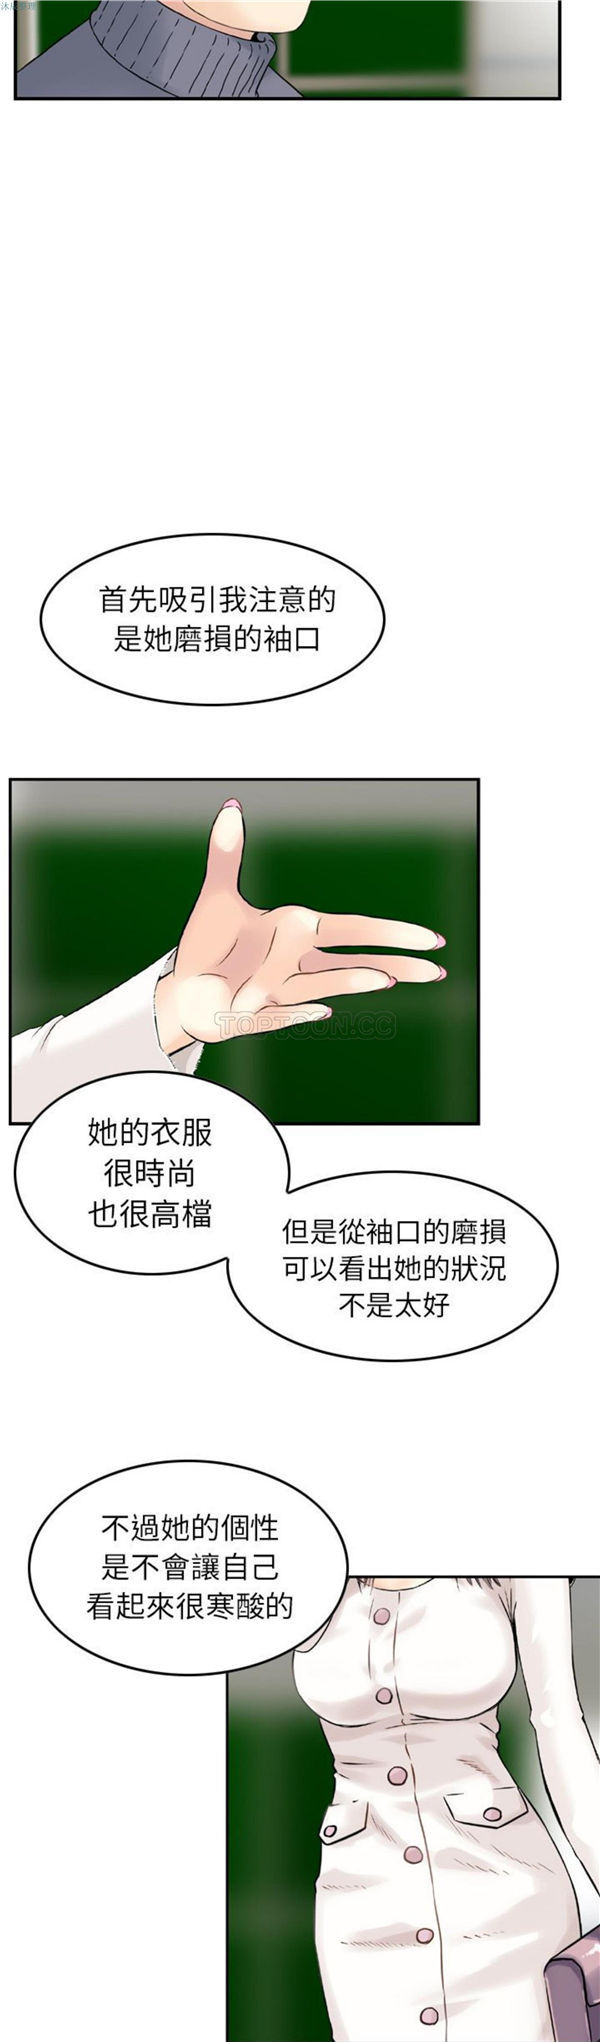 首先吸引我注意的
是她磨損的袖口
TOPTOON.CC
她的衣服
很時尚
也很高檔
但是從袖口的磨損
可以看出她的狀況
不是太好
不過她的個性
是不會讓自己
看起來很寒酸的